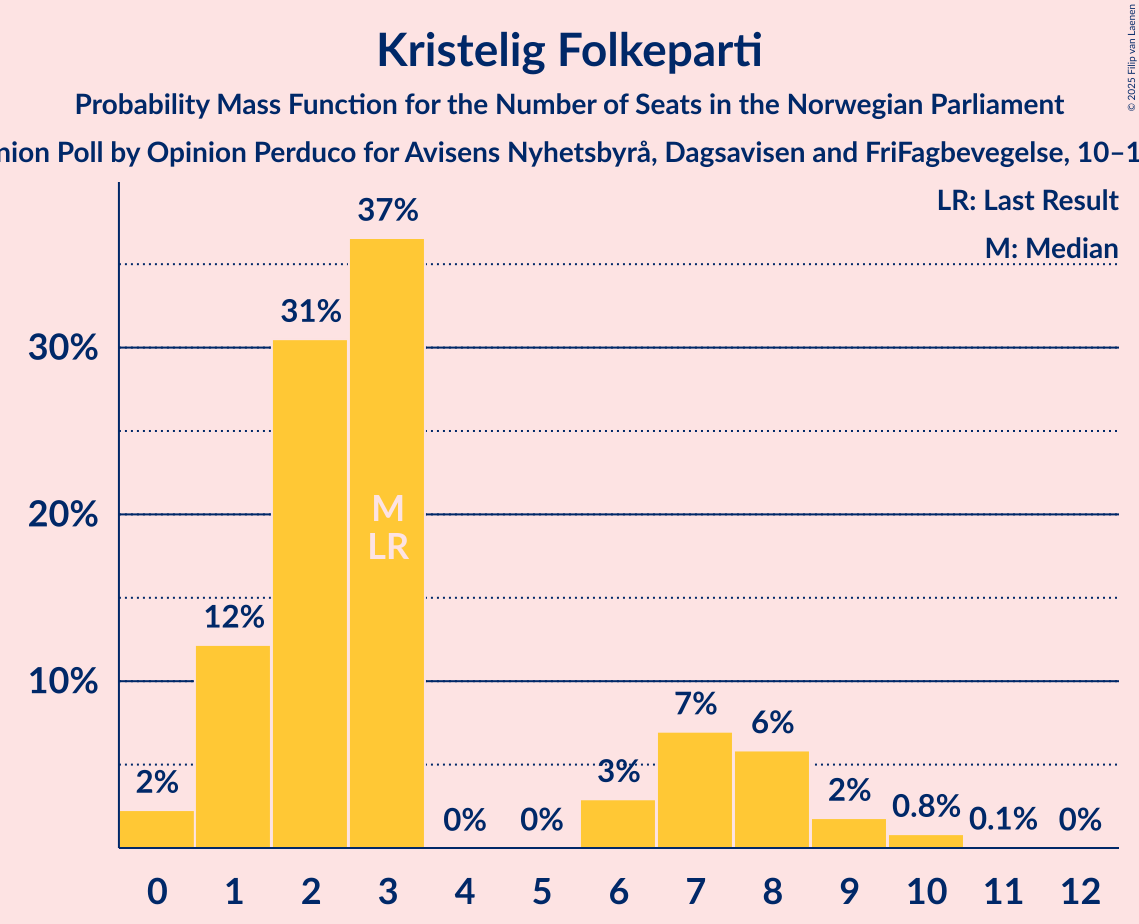 Kristelig Folkeparti
Probability Mass Function for the Number of Seats in the Norwegian Parliament
Poll by Opinion Perduco for Avisens Nyhetsbyrå, Dagsavisen and FriFagbevegelse,
© 2025 Filip van Laenen
LR: Last Result
M: Median
37%
31%
30%
M
20%
LR
12%
10%
7%
6%
3%
2%
2%
0.8%
0%
0%
0.1%
0%
0 1 2 3 4 5 6 7 8 9 10 11 12